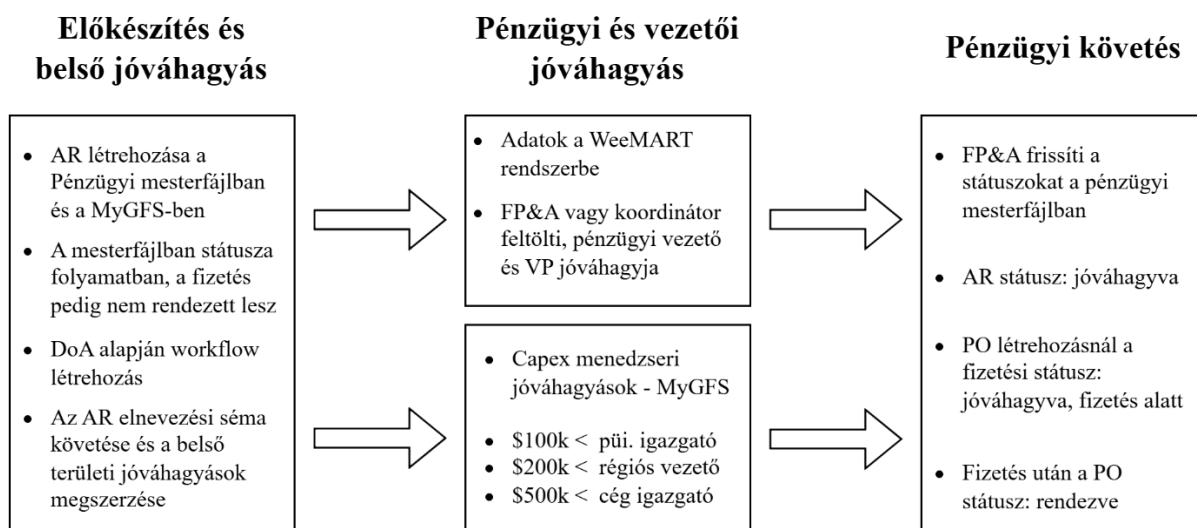 Előkészítés és
belső jóváhagyás
AR létrehozása a
Pénzügyi mesterfájlban
és a MyGFS-ben
A mesterfájlban státusza
folyamatban, a fizetés
pedig nem rendezett lesz
DoA alapján workflow
létrehozás
Az AR elnevezési séma
követése és a belső
területi jóváhagyások
megszerzése
Pénzügyi és vezetői
jóváhagyás
Adatok a WeeMART
rendszerbe
FP&A vagy koordinátor
feltölti, pénzügyi vezető
és VP jóváhagyja
Capex menedzseri
jóváhagyások - MyGFS
$100k < püi. igazgató
$200k < régiós vezető
$500k < cég igazgató
Pénzügyi követés
FP&A frissíti a
státuszokat a pénzügyi
mesterfájlban
AR státusz: jóváhagyva
PO létrehozásnál a
fizetési státusz:
jóváhagyva, fizetés alatt
Fizetés után a PO
státusz: rendezve